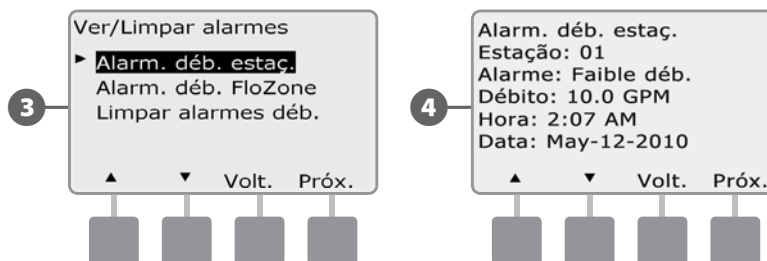 Ver/Limpar alarmes
► Alarm. déb. estaç.
Alarm. déb. FloZone
Limpar alarmes déb.
▲ ▼ Volt. Próx.
3
Alarm. déb. estaç.
Estação: 01
Alarme: Faible déb.
Débito: 10.0 GPM
Hora: 2:07 AM
Data: May-12-2010
▲ ▼ Volt. Próx.
4